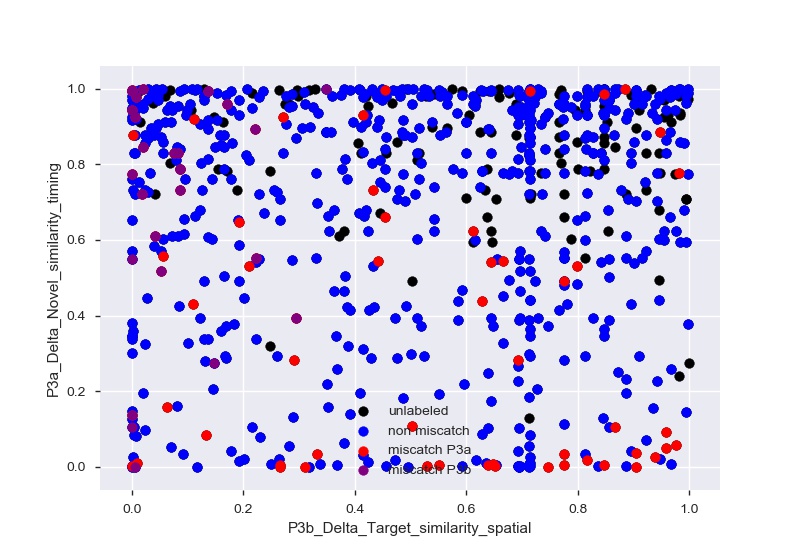 1.0
0.8
0.6
0.4
0.2
0.0
P3a_Delta_Novel_similarity_timing
unlabeled
non miscatch
miscatch P3a
miscatch P3b
0.0 0.2 0.4 0.6 0.8 1.0
P3b_Delta_Target_similarity_spatial